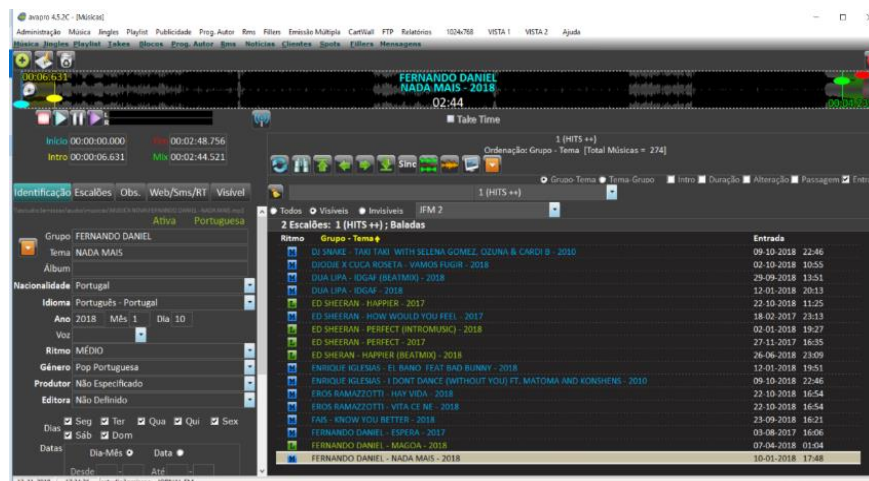 avapro 4.5.2C - [Músicas]
Administração Música Jingles Playlist Publicidade Prog. Autor Rms Fillers Emissão Múltipla CartWall FTP Relatórios 1024x768 VISTA 1 VISTA 2 Ajuda
Música Jingles Playlist Takes Blocos Prog. Autor Rms Notícias Clientes Spots Fillers Mensagens
00:06:631
FERNANDO DANIEL
NADA MAIS - 2018
02:44
Take Time
Início 00:00:00.000 00:02:48.756
Intro 00:00:06.631 Mix 00:02:44.521
1 (HITS ++)
Ordenação: Grupo - Tema [Total Músicas = 274]
Sinc
Grupo-Tema Tema-Grupo Intro Duração Alteração Passagem Entr
Identificação Escalões Obs. Web/Sms/RT Visível
1 (HITS ++)
Todos Visíveis Invisíveis JFM 2
Ativa Portuguesa
2 Escalões: 1 (HITS ++) ; Baladas
Ritmo Grupo - Tema Entrada
Grupo FERNANDO DANIEL
Tema NADA MAIS
Álbum
Nacionalidade Portugal
Idioma Português - Portugal
Ano 2018 Mês 1 Dia 10
Voz
Ritmo MÉDIO
Género Pop Portuguesa
Produtor Não Especificado
Editora Não Definido
Dias Seg Ter Qua Qui Sex
Sáb Dom
Datas Dia-Mês Data
Desde - Até -
M DJ SNAKE - TAKI TAKI WITH SELENA GOMEZ, OZUNA & CARDI B - 2010 09-10-2018 22:46
M DJODJE X CUCA ROSETA - VAMOS FUGIR - 2018 02-10-2018 10:55
M DUA LIPA - IDGAF (BEATMIX) - 2018 29-09-2018 13:51
M DUA LIPA - IDGAF - 2018 12-01-2018 20:13
L ED SHEERAN - HAPPIER - 2017 22-10-2018 11:25
M ED SHEERAN - HOW WOULD YOU FEEL - 2017 18-02-2017 23:13
L ED SHEERAN - PERFECT (INTROMUSIC) - 2018 02-01-2018 19:27
L ED SHEERAN - PERFECT - 2017 27-11-2017 16:35
L ED SHERAN - HAPPIER (BEATMIX) - 2018 26-06-2018 23:09
M ENRIQUE IGLESIAS - EL BANO FEAT BAD BUNNY - 2018 12-01-2018 19:51
M ENRIQUE IGLESIAS - I DONT DANCE (WITHOUT YOU) FT. MATOMA AND KONSHENS - 2010 09-10-2018 22:46
M EROS RAMAZZOTTI - HAY VIDA - 2018 22-10-2018 16:54
M EROS RAMAZZOTTI - VITA CE NE - 2018 22-10-2018 16:54
M FAIS - KNOW YOU BETTER - 2018 23-09-2018 16:21
M FERNANDO DANIEL - ESPERA - 2017 03-08-2017 16:06
L FERNANDO DANIEL - MAGOA - 2018 07-04-2018 01:04
M FERNANDO DANIEL - NADA MAIS - 2018 10-01-2018 17:48